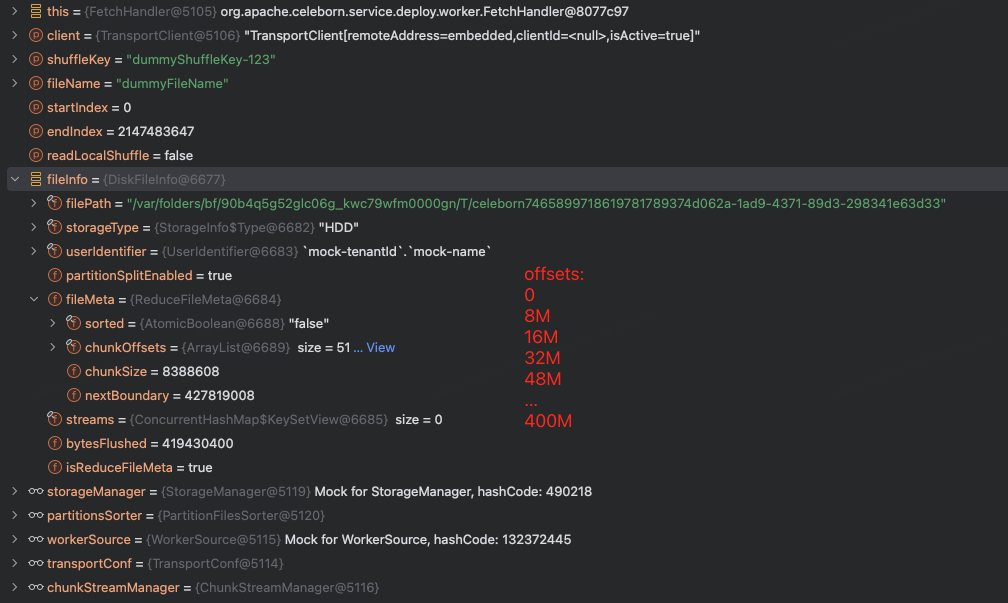 this = {FetchHandler@5105} org.apache.celeborn.service.deploy.worker.FetchHandler@8077c97
client = {TransportClient@5106} "TransportClient[remoteAddress=embedded,clientId=<null>,isActive=true]"
shuffleKey = "dummyShuffleKey-123"
fileName = "dummyFileName"
startIndex = 0
endIndex = 2147483647
readLocalShuffle = false
fileInfo = {DiskFileInfo@6677}
filePath = "/var/folders/bf/90b4q5g52glc06g_kwc79wfm0000gn/T/celeborn7465899718619781789374d062a-1ad9-4371-89d3-298341e63d33"
storageType = {StorageInfo$Type@6682} "HDD"
userIdentifier = {UserIdentifier@6683} `mock-tenantId`.`mock-name`
partitionSplitEnabled = true
fileMeta = {ReduceFileMeta@6684}
sorted = {AtomicBoolean@6688} "false"
chunkOffsets = {ArrayList@6689} size = 51 ... View
chunkSize = 8388608
nextBoundary = 427819008
streams = {ConcurrentHashMap$KeySetView@6685} size = 0
bytesFlushed = 419430400
isReduceFileMeta = true
storageManager = {StorageManager@5119} Mock for StorageManager, hashCode: 490218
partitionsSorter = {PartitionFilesSorter@5120}
workerSource = {WorkerSource@5115} Mock for WorkerSource, hashCode: 132372445
transportConf = {TransportConf@5114}
chunkStreamManager = {ChunkStreamManager@5116}
offsets:
0
8M
16M
32M
48M
...
400M